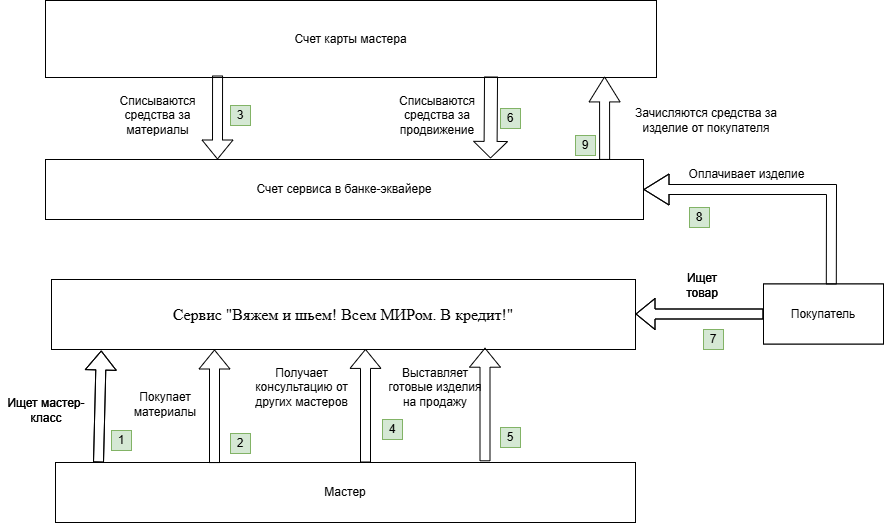 Счет карты мастера
Списываются
средства за
материалы
3
Списываются
средства за
продвижение
6
9
Зачисляются средства за
изделие от покупателя
Счет сервиса в банке-эквайере
Оплачивает изделие
8
Ищет
товар
Сервис "Вяжем и шьем! Всем МИРом. В кредит!"
Покупатель
7
Ищет мастер-
класс
1
Покупает
материалы
2
Получает
консультацию от
других мастеров
4
Выставляет
готовые изделия
на продажу
5
Мастер